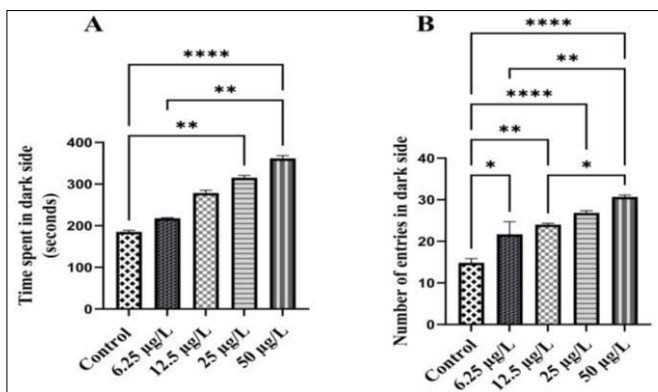 A
****
**
**
400
300
200
100
0
Time spent in dark side
(seconds)
Control
6.25 µg/L
12.5 µg/L
25 µg/L
50 µg/L
B
****
**
****
**
*
*
40
30
20
10
0
Number of entries in dark side
Control
6.25 µg/L
12.5 µg/L
25 µg/L
50 µg/L